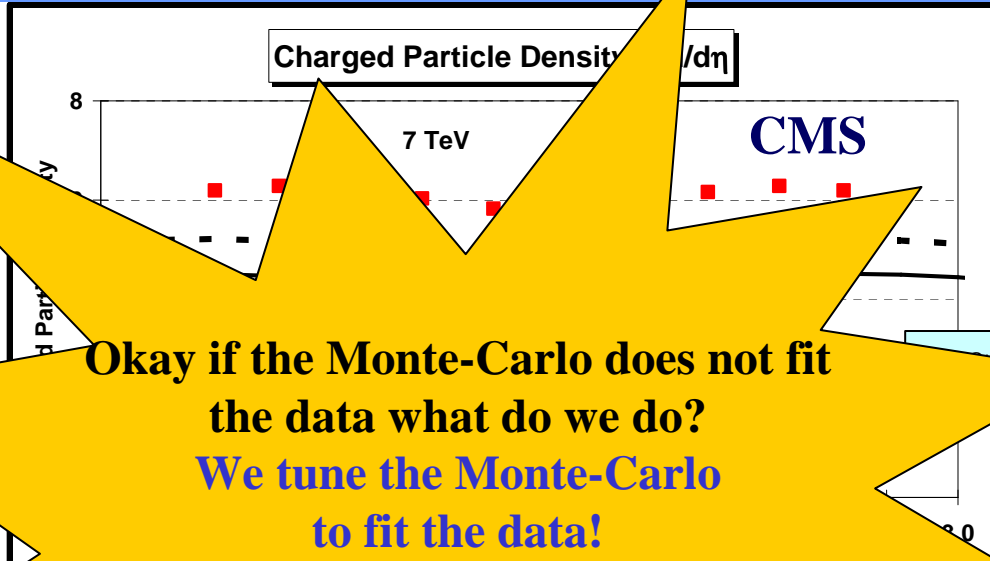 Charged Particle Density /dη
8
7 TeV
CMS
Okay if the Monte-Carlo does not fit
the data what do we do?
We tune the Monte-Carlo
to fit the data!